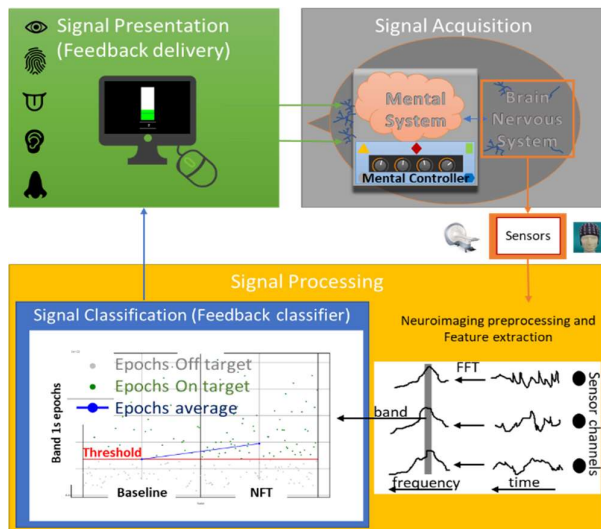 Signal Presentation
(Feedback delivery)
Signal Acquisition
Mental
System
Brain
Nervous
System
Mental Controller
Sensors
Signal Processing
Signal Classification (Feedback classifier)
Epochs Off target
Epochs On target
Epochs average
Band 1s epochs
Threshold
Baseline
NFT
Neuroimaging preprocessing and
Feature extraction
FFT
band
Sensor channels
frequency
time